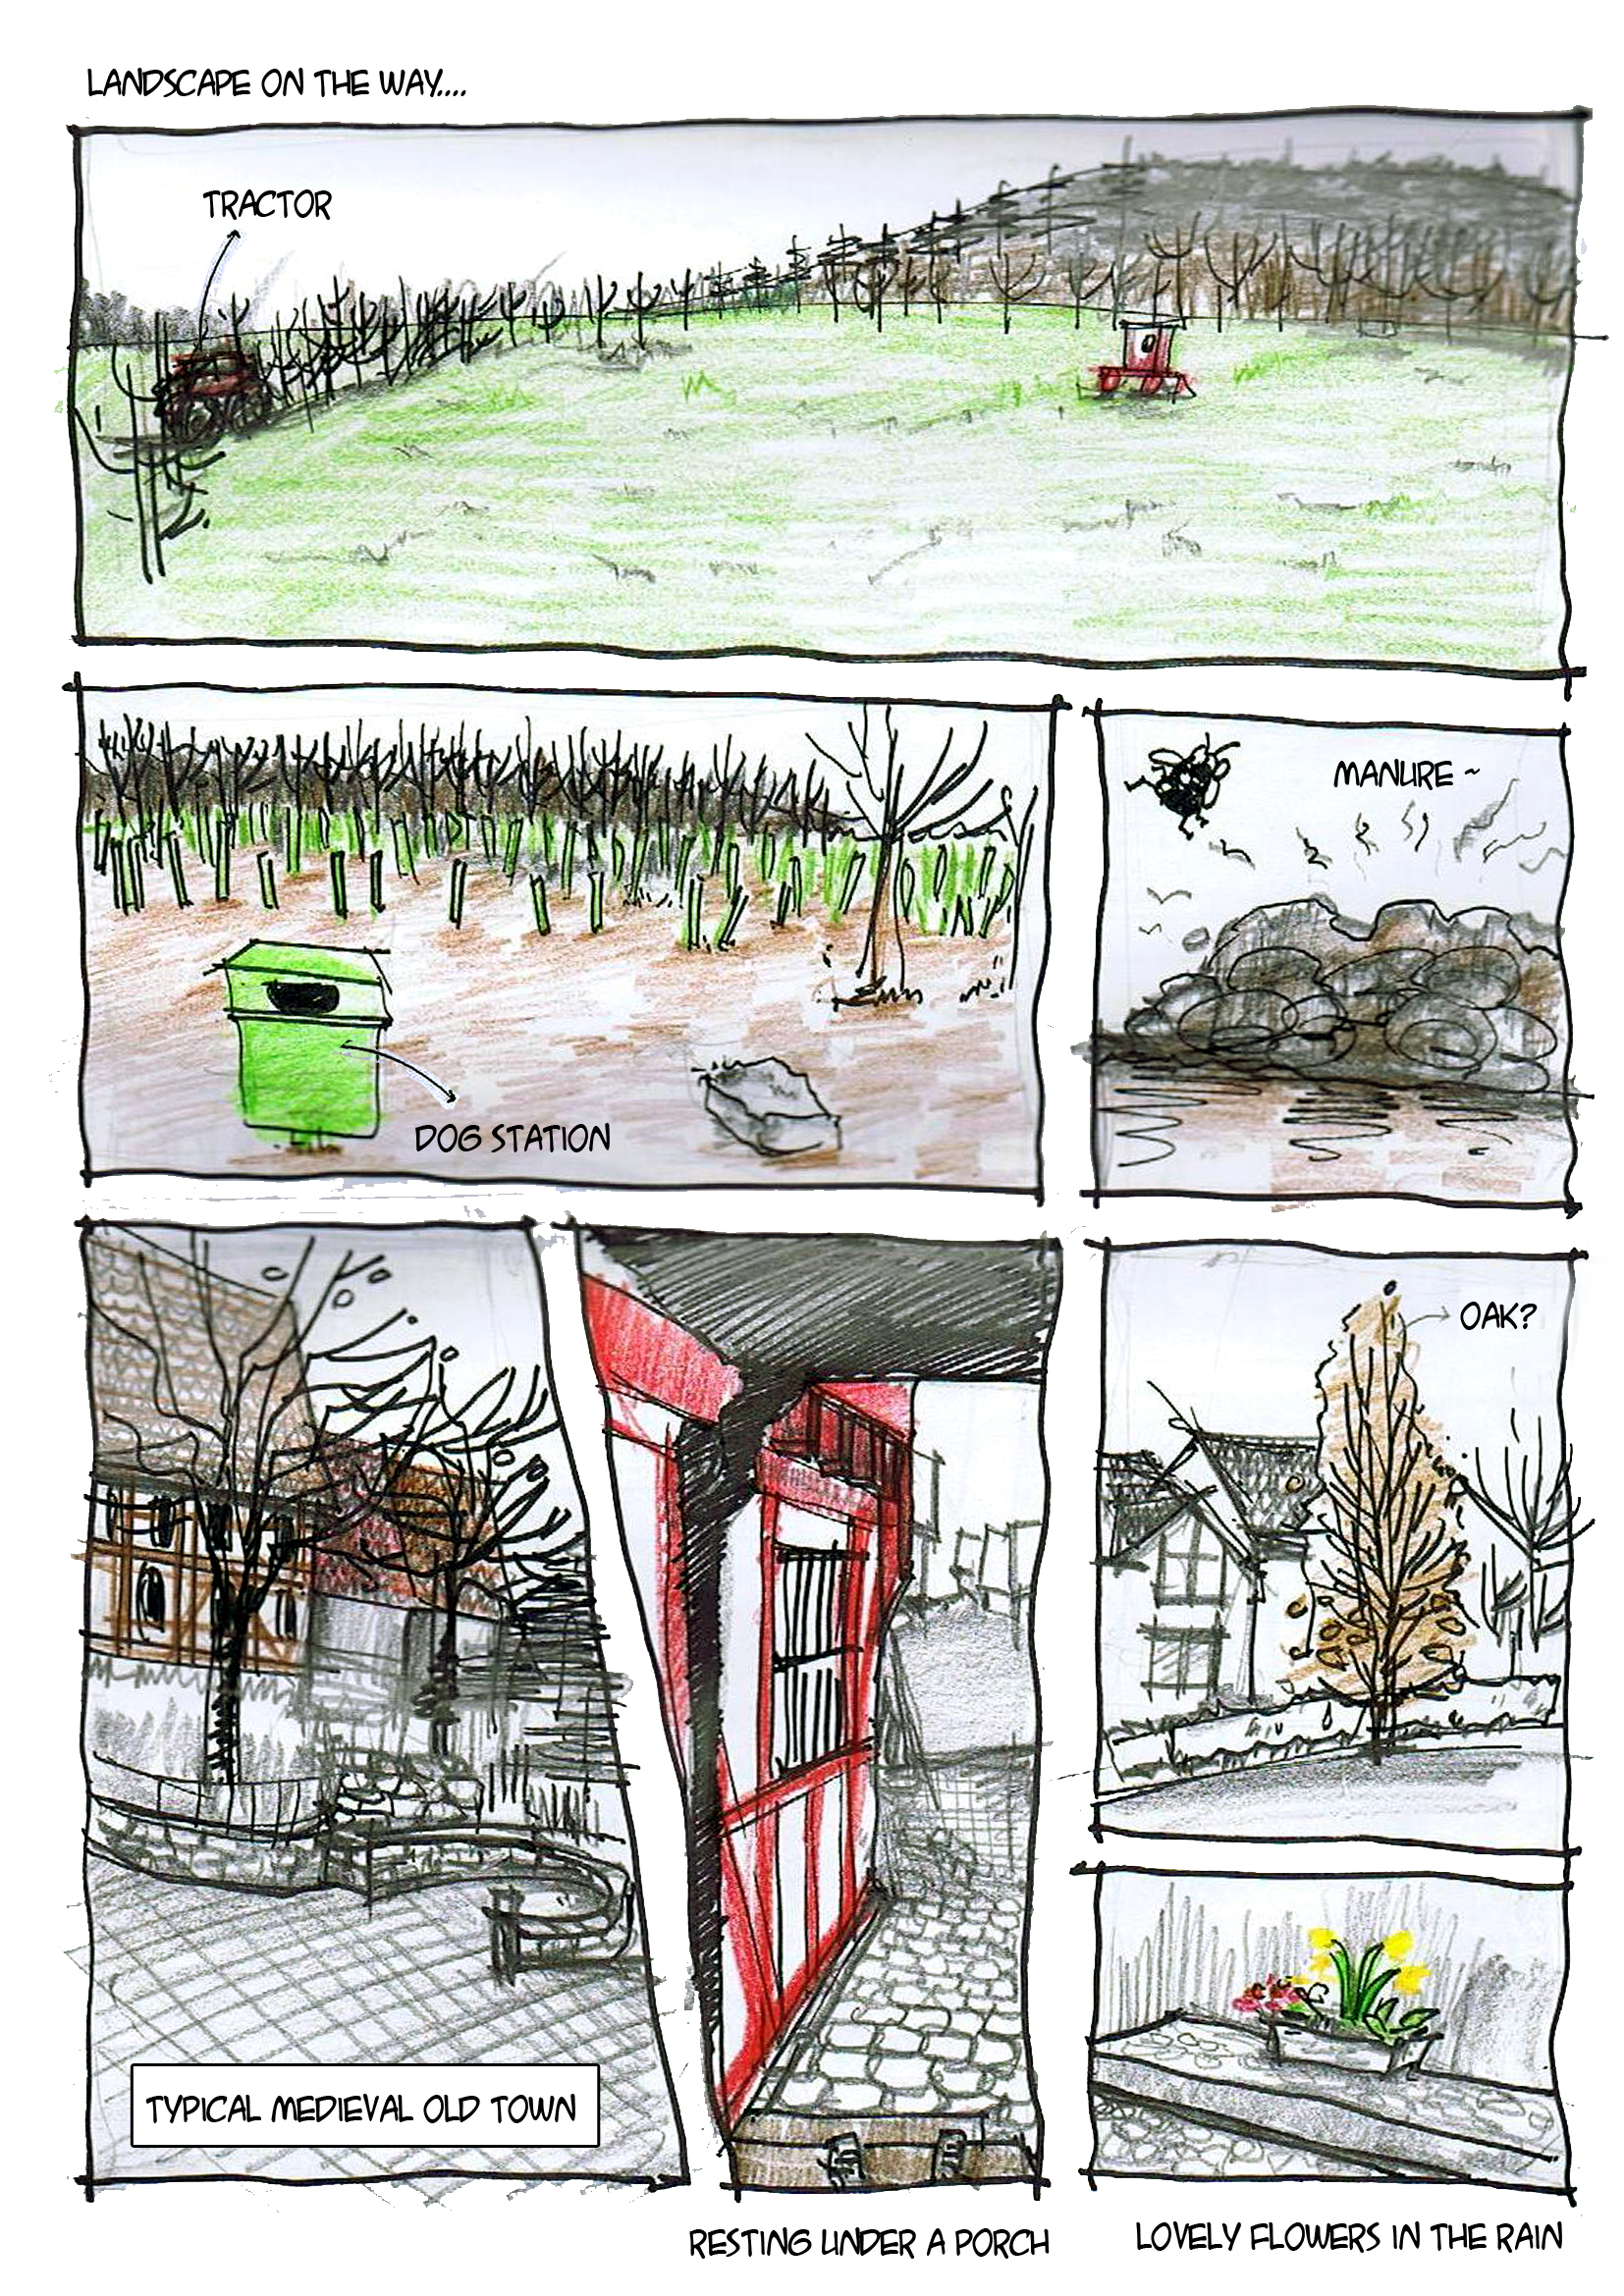 LANDSCAPE ON THE WAY....
TRACTOR
DOG STATION
MANURE ~
TYPICAL MEDIEVAL OLD TOWN
RESTING UNDER A PORCH
OAK?
LOVELY FLOWERS IN THE RAIN